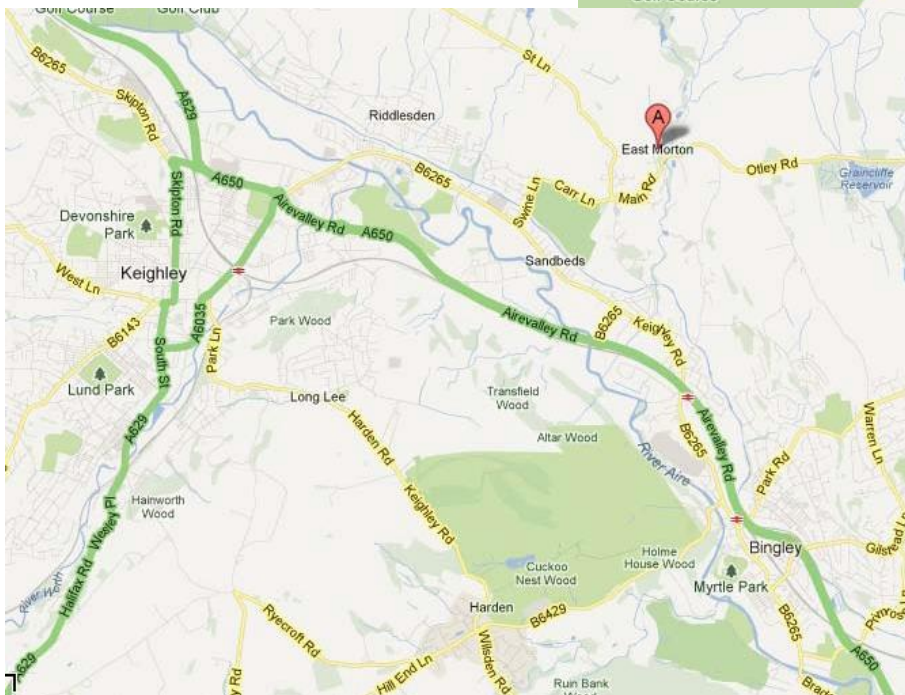 Golf Course
Golf Course
Golf Club
B6265
St Ln
Skipton Rd
A629
Riddlesden
A
East Morton
Otley Rd
Graincliffe
Reservoir
A650
B6265
Swine Ln
Carr Ln
Main Rd
Skipton Rd
Airevalley Rd
A650
Devonshire
Park
Sandbeds
Keighley
West Ln
B6143
A6035
Park Wood
Airevalley Rd
B6265
Keighley Rd
South St
Park Ln
Lund Park
Long Lee
Transfield
Wood
Altar Wood
Harden Rd
A629
River Aire
B6265
Airevalley Rd
Park Rd
Warren Ln
Hainworth
Wood
Wesley Pl
Keighley Rd
Halifax Rd
River Worth
Cuckoo
Nest Wood
Holme
House Wood
Bingley
Gilstead Ln
Myrtle Park
Harden
B6429
Ryecroft Rd
Wilsden Rd
Hill End Ln
B6265
A629
A650
Ruin Bank